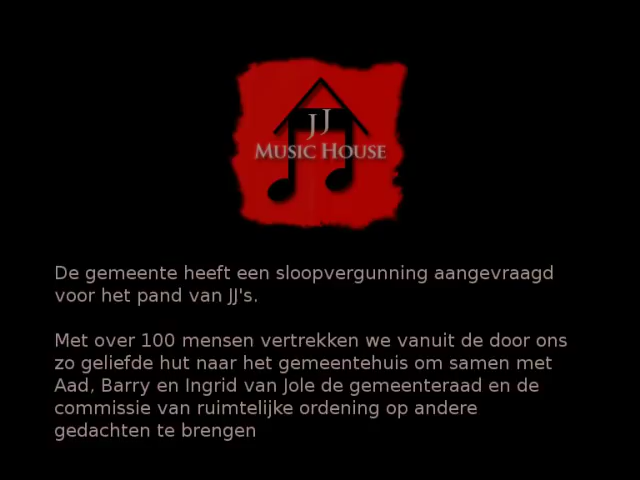 JJ
MUSIC HOUSE
De gemeente heeft een sloopvergunning aangevraagd
voor het pand van JJ's.
Met over 100 mensen vertrekken we vanuit de door ons
zo geliefde hut naar het gemeentehuis om samen met
Aad, Barry en Ingrid van Jole de gemeenteraad en de
commissie van ruimtelijke ordening op andere
gedachten te brengen